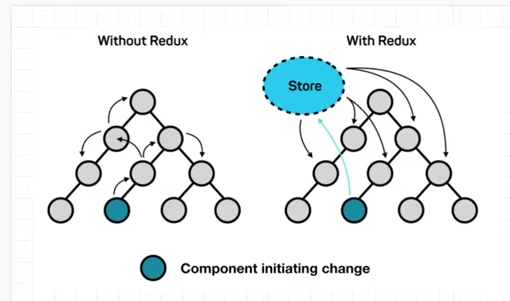 Without Redux
With Redux
Store
Component initiating change